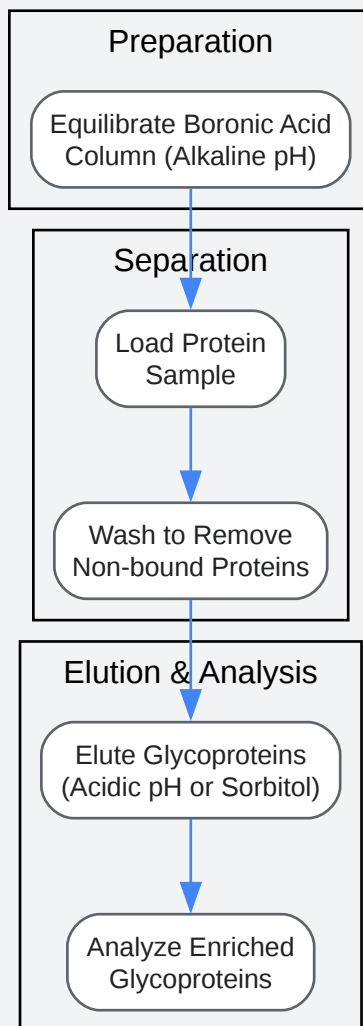 Preparation
Equilibrate Boronic Acid
Column (Alkaline pH)
Separation
Load Protein
Sample
Wash to Remove
Non-bound Proteins
Elution & Analysis
Elute Glycoproteins
(Acidic pH or Sorbitol)
Analyze Enriched
Glycoproteins